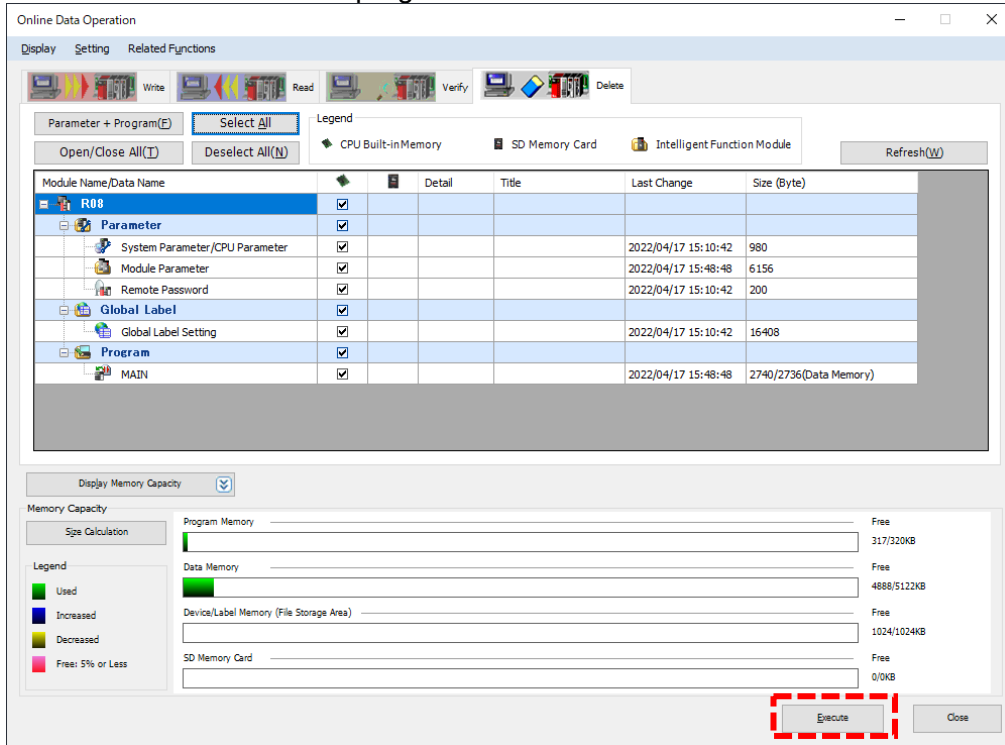 Online Data Operation
Display Setting Related Functions
Write Read Verify Delete
Parameter + Program(F) Select All Legend
Open/Close All(T) Deselect All(N) CPU Built-in Memory SD Memory Card Intelligent Function Module Refresh(W)
Module Name/Data Name Detail Title Last Change Size (Byte)
R08
Parameter
System Parameter/CPU Parameter 2022/04/17 15:10:42 980
Module Parameter 2022/04/17 15:48:48 6156
Remote Password 2022/04/17 15:10:42 200
Global Label
Global Label Setting 2022/04/17 15:10:42 16408
Program
MAIN 2022/04/17 15:48:48 2740/2736(Data Memory)
Display Memory Capacity
Memory Capacity
Size Calculation Program Memory Free
317/320KB
Legend Data Memory Free
Used 4888/5122KB
Increased Device/Label Memory (File Storage Area) Free
Decreased 1024/1024KB
Free: 5% or Less SD Memory Card Free
0/0KB
Execute Close